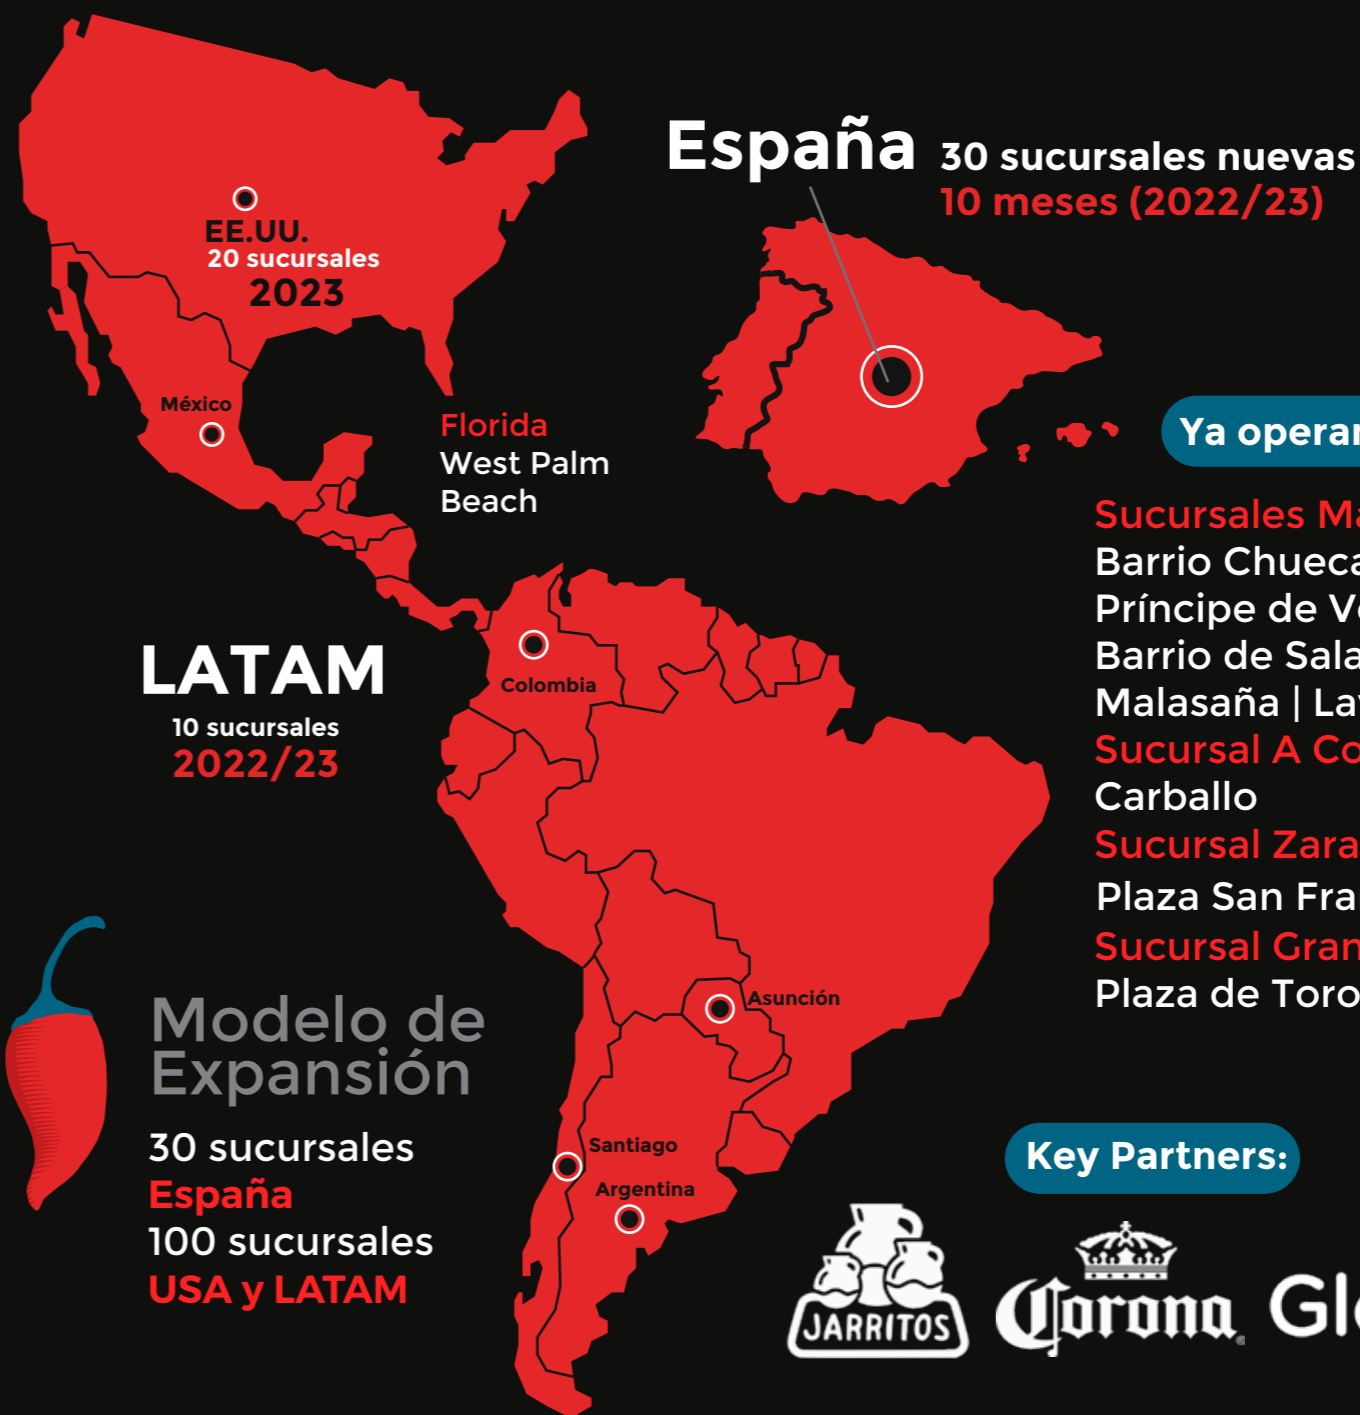 España
30 sucursales nuevas
10 meses (2022/23)
EE.UU.
20 sucursales
2023
México
Florida
West Palm
Beach
Ya operan
Sucursales Ma
Barrio Chueca
Príncipe de Ve
Barrio de Sala
Malasaña | Lav
Sucursal A Co
Carballo
Sucursal Zara
Plaza San Fra
Sucursal Gran
Plaza de Toro
LATAM
10 sucursales
2022/23
Colombia
Asunción
Santiago
Argentina
Modelo de
Expansión
30 sucursales
España
100 sucursales
USA y LATAM
Key Partners:
JARRITOS
Corona
Glo